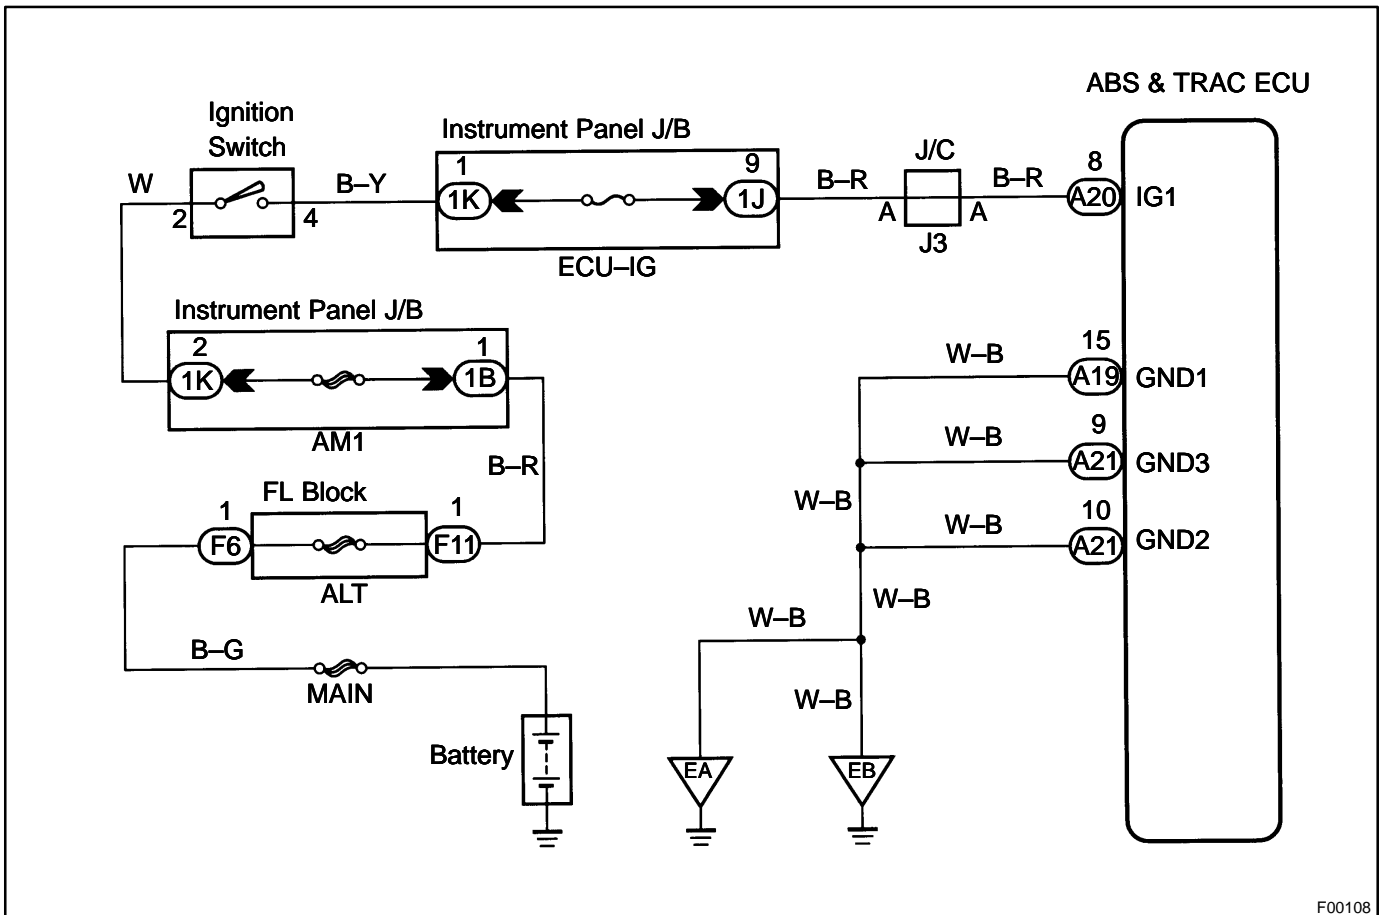 ABS & TRAC ECU
Ignition
Switch
Instrument Panel J/B
J/C
W
B–Y
1
9
B–R
B–R
8
1K
1J
A20
IG1
2
4
A
A
J3
ECU–IG
Instrument Panel J/B
2
1
1K
1B
AM1
B–R
W–B
15
A19
GND1
W–B
9
A21
GND3
W–B
FL Block
1
1
F6
F11
ALT
W–B
10
A21
GND2
W–B
W–B
B–G
MAIN
W–B
Battery
EA
EB
F00108